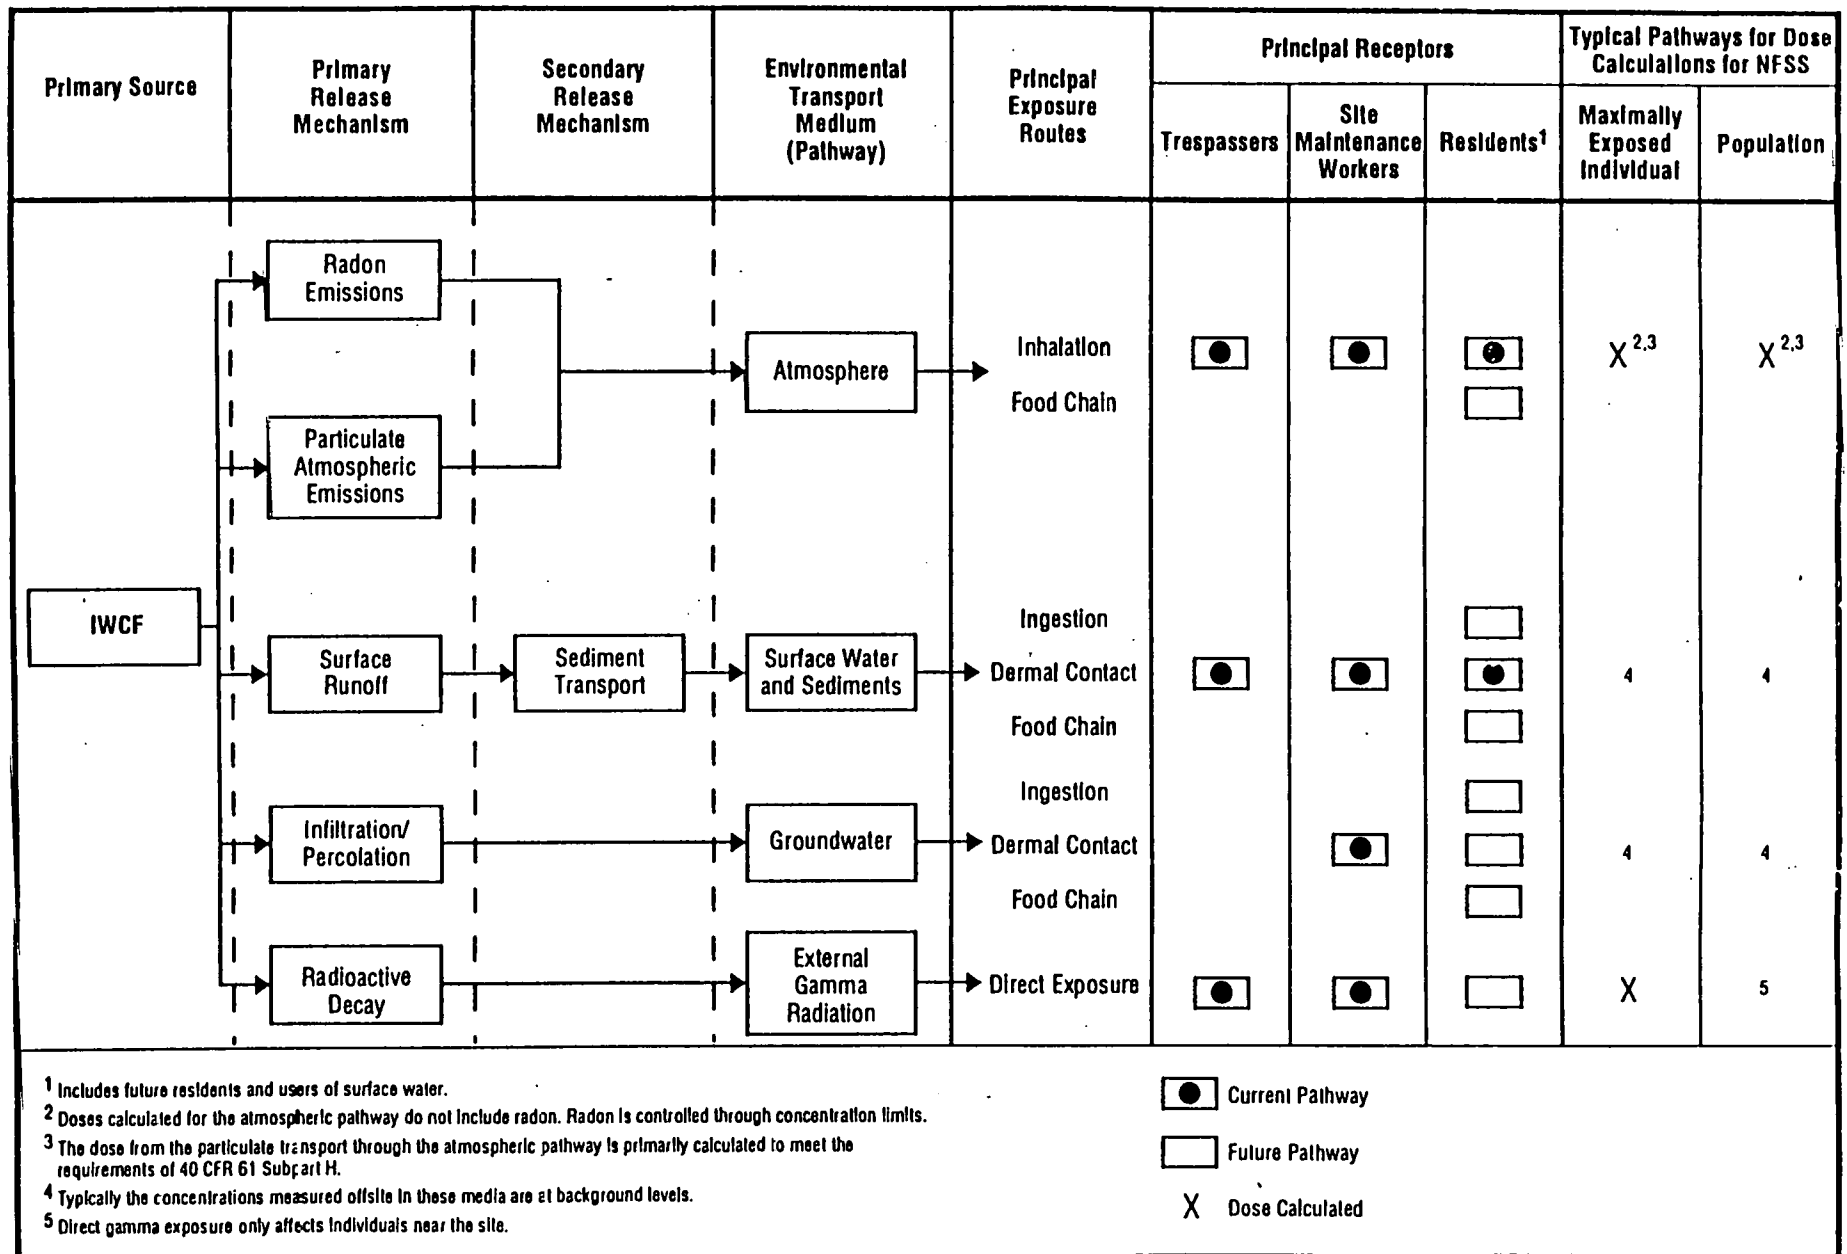 Primary Source
Primary
Release
Mechanism
Secondary
Release
Mechanism
Environmental
Transport
Medium
(Pathway)
Principal
Exposure
Routes
Principal Receptors
Trespassers
Site
Maintenance
Workers
Residents¹
Typical Pathways for Dose
Calculations for NFSS
Maximally
Exposed
Individual
Population
IWCF
Radon
Emissions
Particulate
Atmospheric
Emissions
Atmosphere
Inhalation
X 2,3
X 2,3
Food Chain
Surface
Runoff
Sediment
Transport
Surface Water
and Sediments
Ingestion
Dermal Contact
4
4
Food Chain
Infiltration/
Percolation
Groundwater
Ingestion
Dermal Contact
4
4
Food Chain
Radioactive
Decay
External
Gamma
Radiation
Direct Exposure
X
5
1 Includes future residents and users of surface water.
2 Doses calculated for the atmospheric pathway do not include radon. Radon is controlled through concentration limits.
3 The dose from the particulate transport through the atmospheric pathway is primarily calculated to meet the
requirements of 40 CFR 61 Subpart H.
4 Typically the concentrations measured offsite in these media are at background levels.
5 Direct gamma exposure only affects individuals near the site.
Current Pathway
Future Pathway
X Dose Calculated